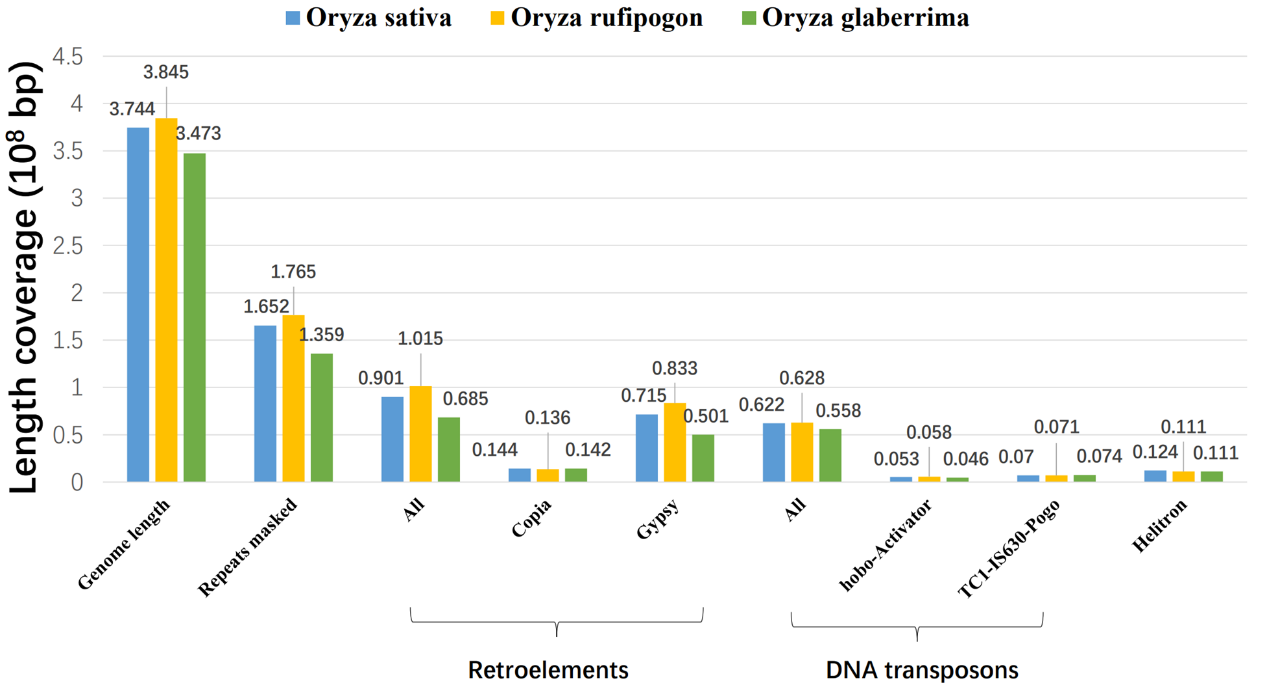 Oryza sativa Oryza rufipogon Oryza glaberrima
Length coverage (10⁸ bp)
4.5
4
3.5
3
2.5
2
1.5
1
0.5
0
3.744 3.845 3.473
1.652 1.765 1.359
0.901 1.015 0.685
0.144 0.136 0.142
0.715 0.833 0.501
0.622 0.628 0.558
0.053 0.058 0.046
0.07 0.071 0.074
0.124 0.111 0.111
Genome length
Repeats masked
All
Copia
Gypsy
All
hobo-Activator
TC1-IS630-Pogo
Helitron
Retroelements
DNA transposons